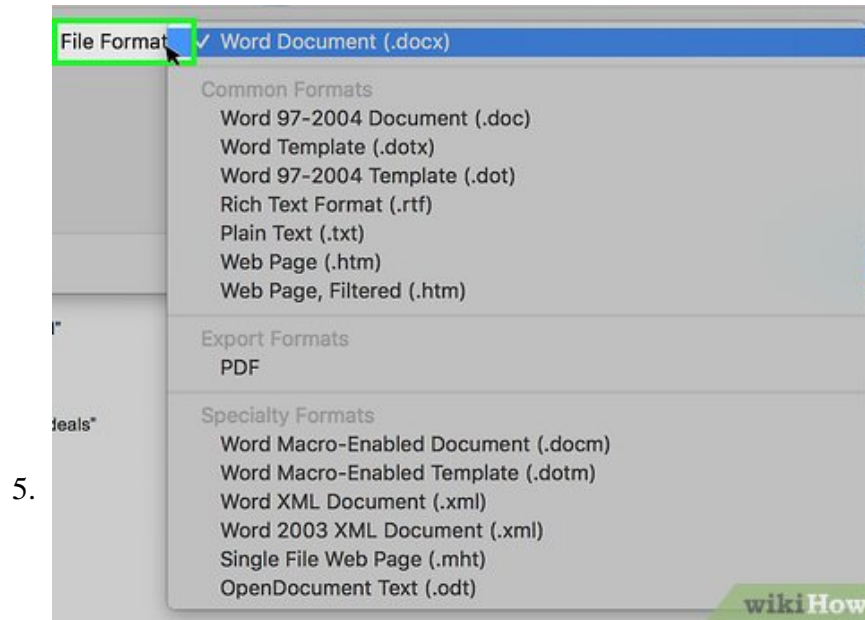 File Format ✓ Word Document (.docx)
Common Formats
Word 97-2004 Document (.doc)
Word Template (.dotx)
Word 97-2004 Template (.dot)
Rich Text Format (.rtf)
Plain Text (.txt)
Web Page (.htm)
Web Page, Filtered (.htm)
Export Formats
PDF
deals"
Specialty Formats
Word Macro-Enabled Document (.docm)
Word Macro-Enabled Template (.dotm)
5.
Word XML Document (.xml)
Word 2003 XML Document (.xml)
Single File Web Page (.mht)
OpenDocument Text (.odt)
wikiHow